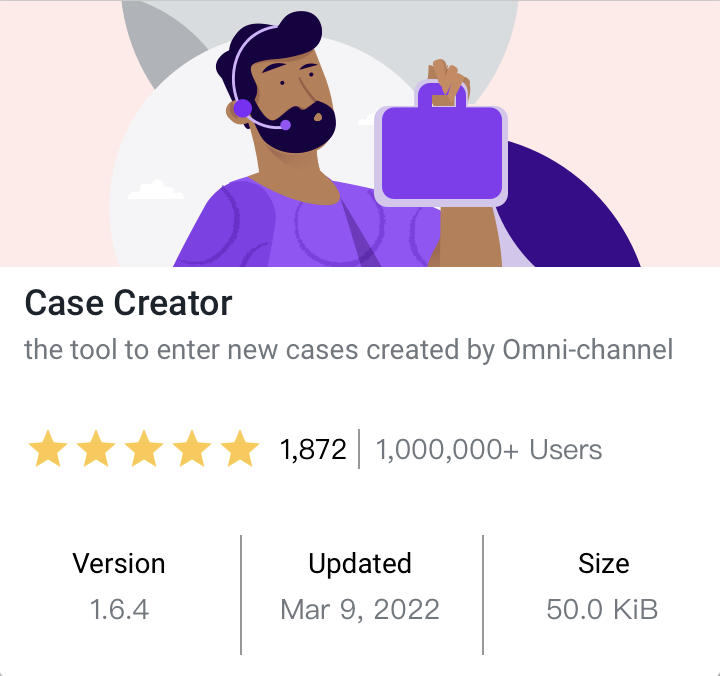 Case Creator
the tool to enter new cases created by Omni-channel
1,872 | 1,000,000+ Users
Version Updated Size
1.6.4 Mar 9, 2022 50.0 KiB